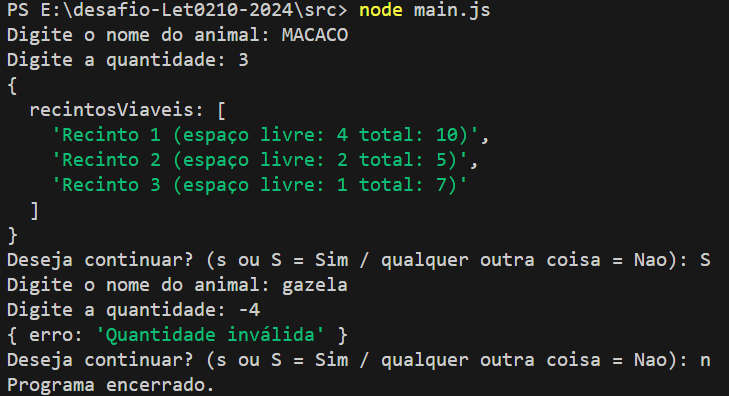 PS E:\desafio-Let0210-2024\src> node main.js
Digite o nome do animal: MACACO
Digite a quantidade: 3
{
  recintosViaveis: [
    'Recinto 1 (espaço livre: 4 total: 10)',
    'Recinto 2 (espaço livre: 2 total: 5)',
    'Recinto 3 (espaço livre: 1 total: 7)'
  ]
}
Deseja continuar? (s ou S = Sim / qualquer outra coisa = Nao): S
Digite o nome do animal: gazela
Digite a quantidade: -4
{ erro: 'Quantidade inválida' }
Deseja continuar? (s ou S = Sim / qualquer outra coisa = Nao): n
Programa encerrado.